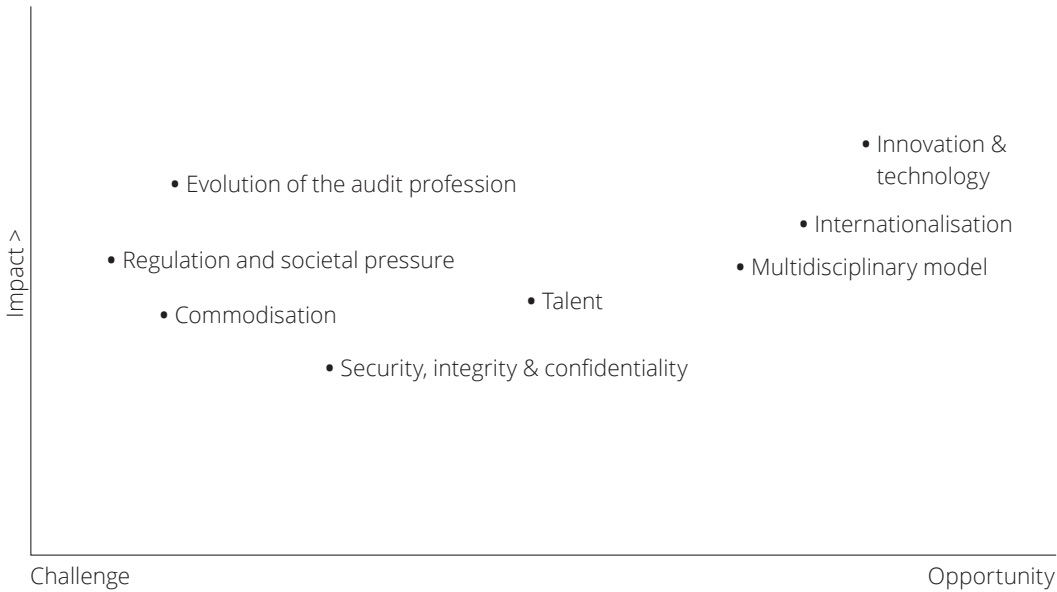 • Innovation &
technology
• Evolution of the audit profession
• Internationalisation
• Regulation and societal pressure
• Multidisciplinary model
• Talent
• Commodisation
• Security, integrity & confidentiality
Impact >
Challenge
Opportunity